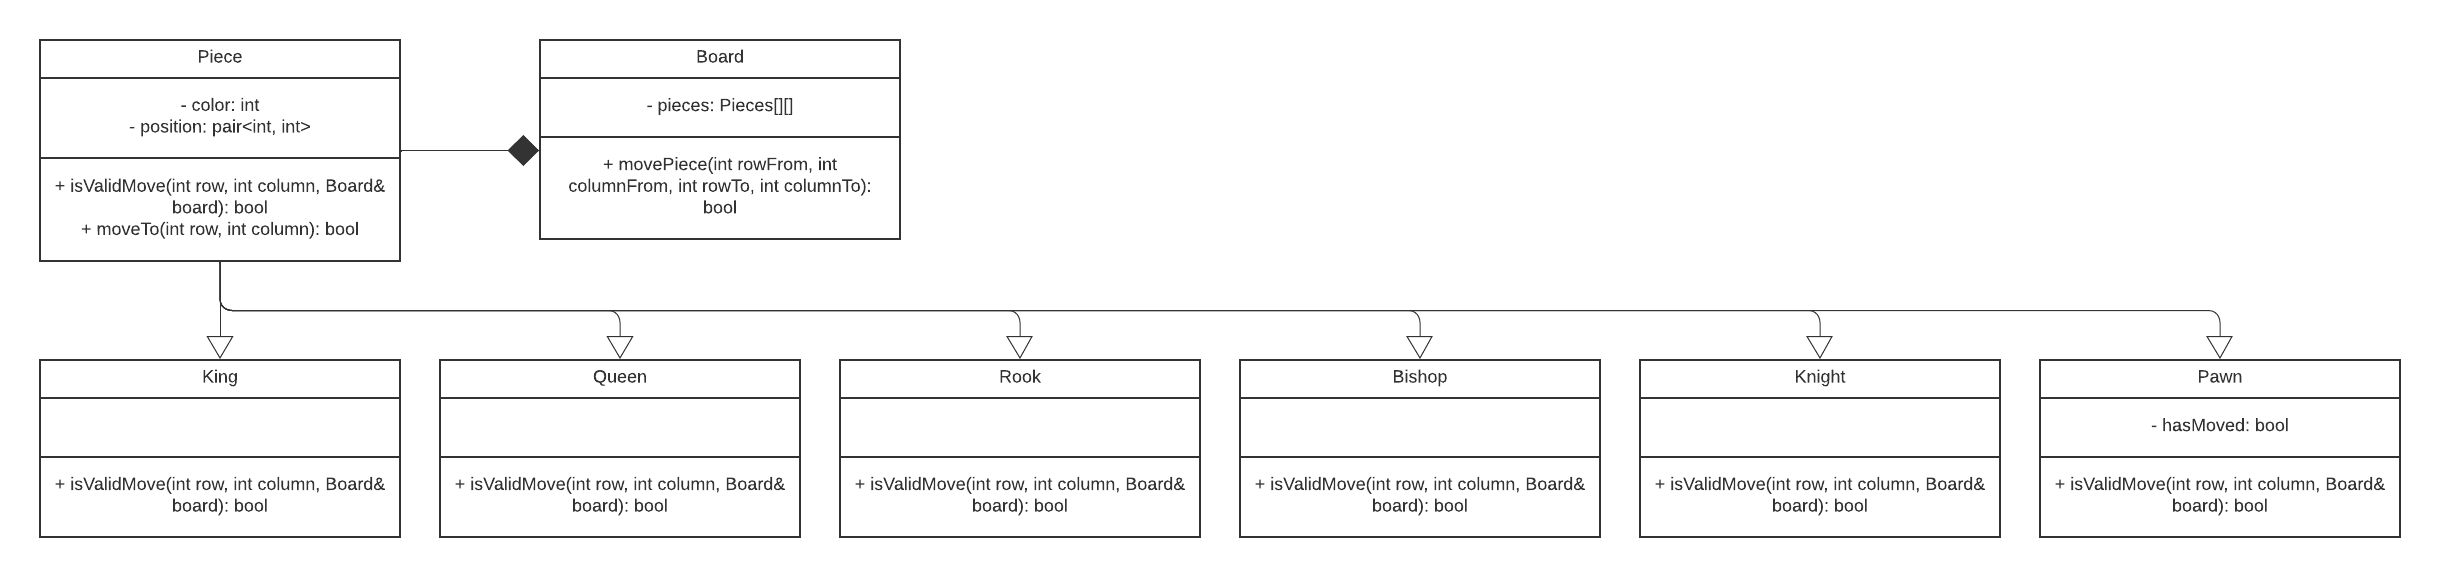 Piece
- color: int
- position: pair<int, int>
+ isValidMove(int row, int column, Board&
board): bool
+ moveTo(int row, int column): bool
Board
- pieces: Pieces[][]
+ movePiece(int rowFrom, int
columnFrom, int rowTo, int columnTo):
bool
King
+ isValidMove(int row, int column, Board&
board): bool
Queen
+ isValidMove(int row, int column, Board&
board): bool
Rook
+ isValidMove(int row, int column, Board&
board): bool
Bishop
+ isValidMove(int row, int column, Board&
board): bool
Knight
+ isValidMove(int row, int column, Board&
board): bool
Pawn
- hasMoved: bool
+ isValidMove(int row, int column, Board&
board): bool